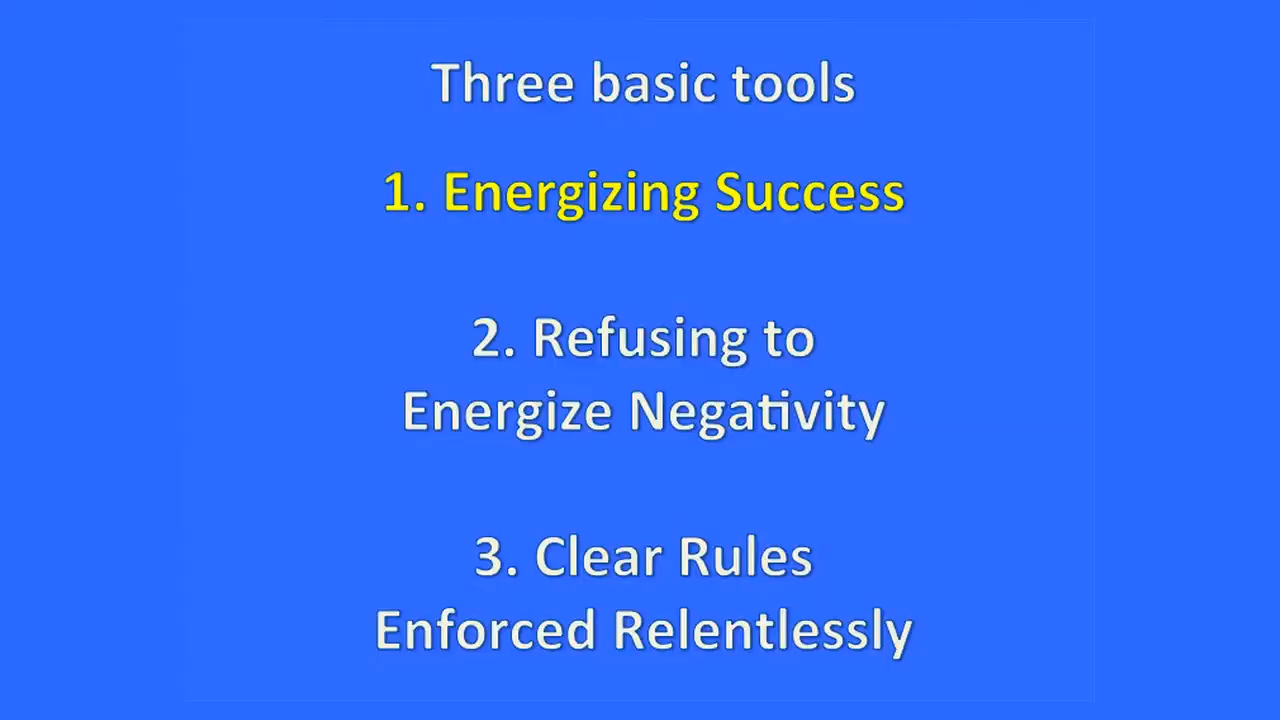 Three basic tools
1. Energizing Success
2. Refusing to
Energize Negativity
3. Clear Rules
Enforced Relentlessly